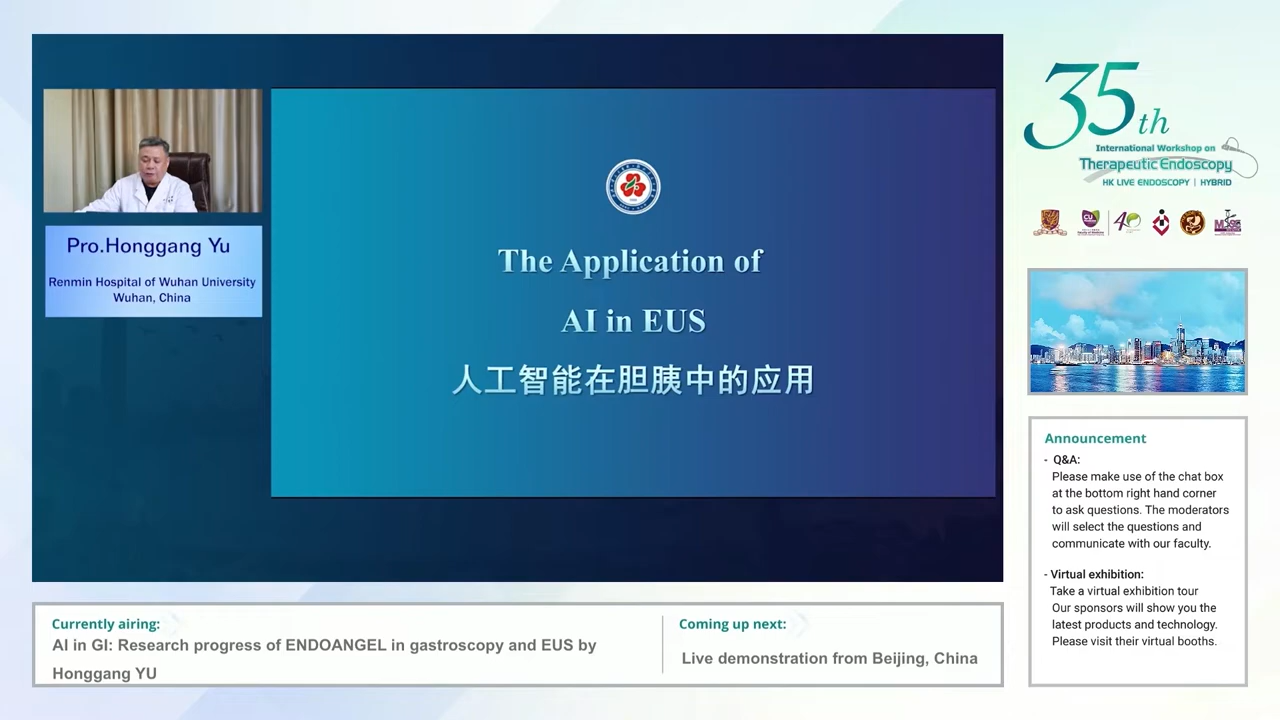 Pro.Honggang Yu
Renmin Hospital of Wuhan University
Wuhan, China
The Application of
AI in EUS
人工智能在胆胰中的应用
35th
International Workshop on
Therapeutic Endoscopy
HK LIVE ENDOSCOPY | HYBRID
Announcement
- Q&A:
Please make use of the chat box
at the bottom right hand corner
to ask questions. The moderators
will select the questions and
communicate with our faculty.
- Virtual exhibition:
Take a virtual exhibition tour
Our sponsors will show you the
latest products and technology.
Please visit their virtual booths.
Currently airing:
AI in GI: Research progress of ENDOANGEL in gastroscopy and EUS by
Honggang YU
Coming up next:
Live demonstration from Beijing, China